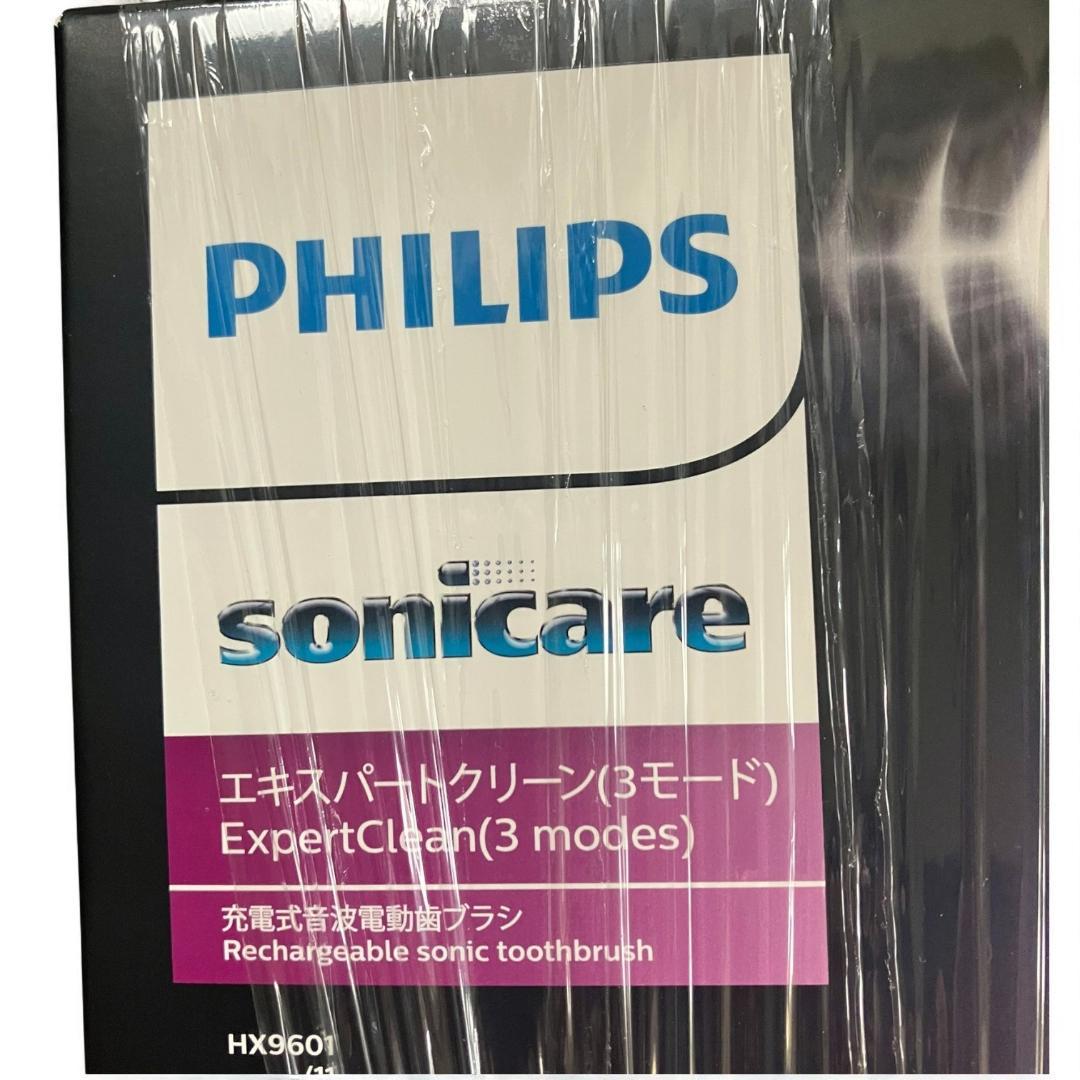 PHILIPS
sonicare
エキスパートクリーン(3モード)
ExpertClean(3 modes)
充電式音波電動歯ブラシ
Rechargeable sonic toothbrush
HX9601
/11